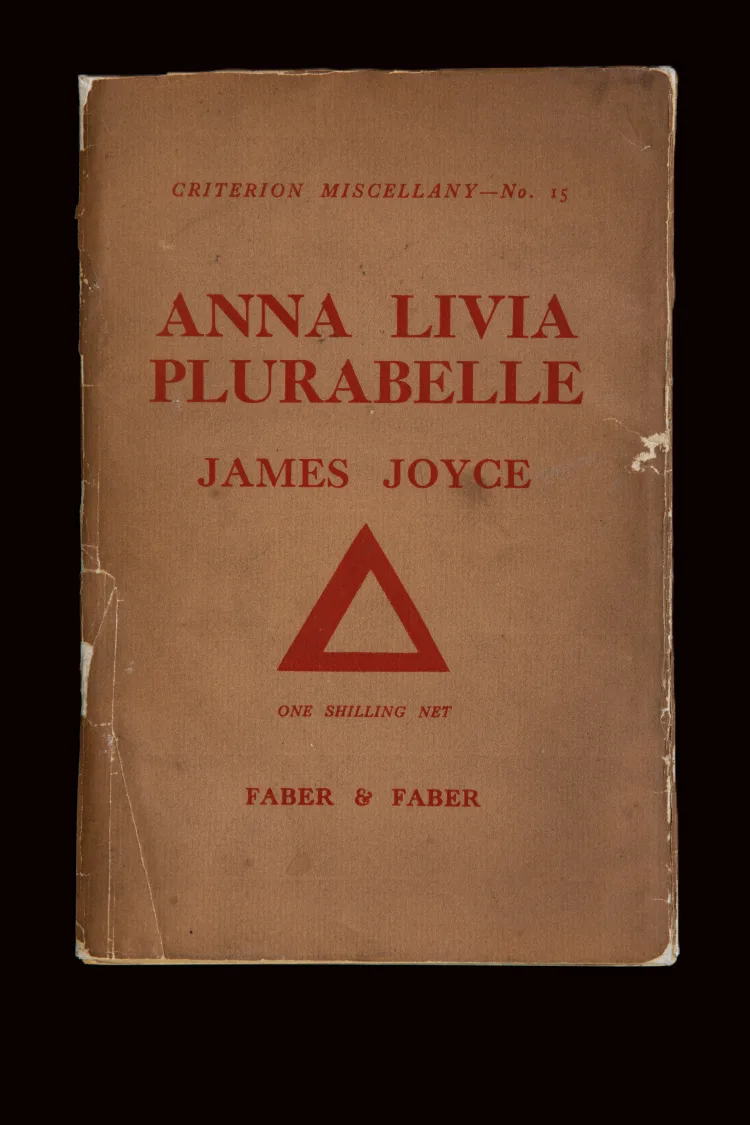 CRITERION MISCELLANY—No. 15
ANNA LIVIA
PLURABELLE
JAMES JOYCE
ONE SHILLING NET
FABER & FABER